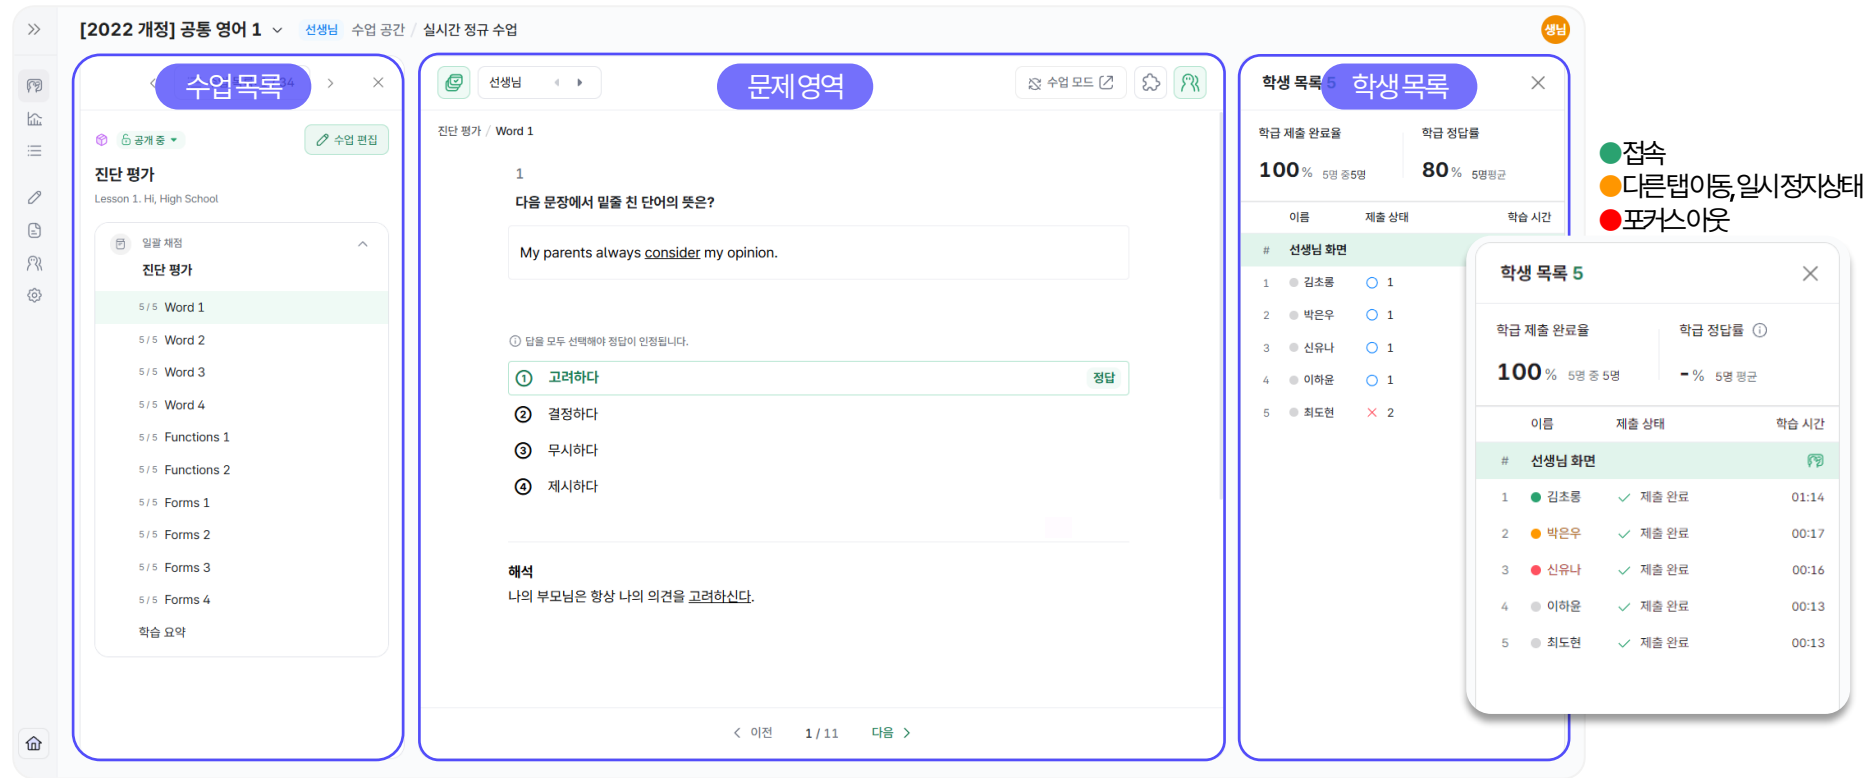 [2022 개정] 공통 영어 1
선생님 수업 공간 / 실시간 정규 수업
생님
수업 목록
34
공개 중
수업 편집
진단 평가
Lesson 1. Hi, High School
일괄 채점
진단 평가
5 / 5 Word 1
5 / 5 Word 2
5 / 5 Word 3
5 / 5 Word 4
5 / 5 Functions 1
5 / 5 Functions 2
5 / 5 Forms 1
5 / 5 Forms 2
5 / 5 Forms 3
5 / 5 Forms 4
학습 요약
선생님
문제 영역
수업 모드
진단 평가 / Word 1
1
다음 문장에서 밑줄 친 단어의 뜻은?
My parents always consider my opinion.
답을 모두 선택해야 정답이 인정됩니다.
① 고려하다 정답
② 결정하다
③ 무시하다
④ 제시하다
해석
나의 부모님은 항상 나의 의견을 고려하신다.
이전 1 / 11 다음
학생 목록 5
학생 목록
학급 제출 완료율 학급 정답률
100 % 5명 중5명 80 % 5명평균
이름 제출 상태 학습 시간
# 선생님 화면
1 김초롱 1
2 박은우 1
3 신유나 1
4 이하윤 1
5 최도현 2
접속
다른 탭 이동, 일시 정지상태
포커스 아웃
학생 목록 5
학급 제출 완료율 학급 정답률
100 % 5명 중 5명 - % 5명 평균
이름 제출 상태 학습 시간
# 선생님 화면
1 김초롱 제출 완료 01:14
2 박은우 제출 완료 00:17
3 신유나 제출 완료 00:16
4 이하윤 제출 완료 00:13
5 최도현 제출 완료 00:13